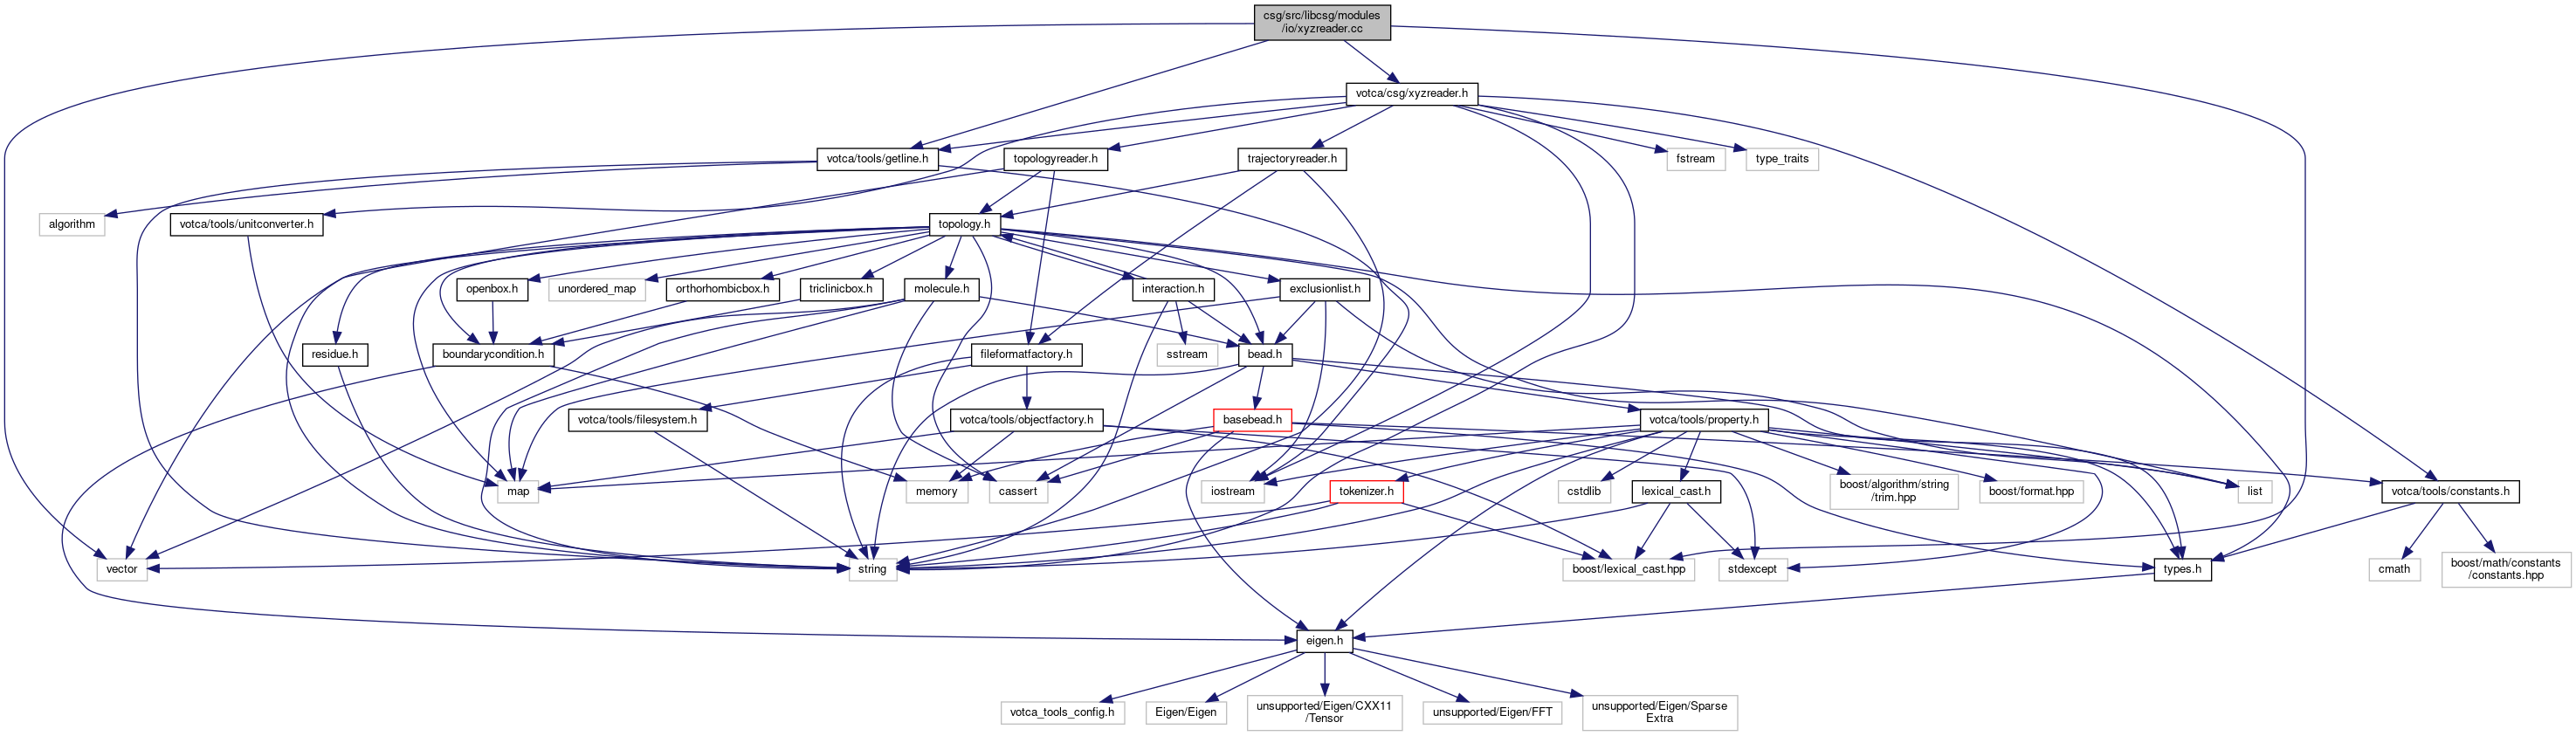 csg/src/libcsg/modules
/io/xyzreader.cc
votca/csg/xyzreader.h
votca/tools/getline.h
topologyreader.h
trajectoryreader.h
fstream
type_traits
algorithm
votca/tools/unitconverter.h
topology.h
openbox.h
unordered_map
orthorhombicbox.h
triclinicbox.h
molecule.h
interaction.h
exclusionlist.h
residue.h
boundarycondition.h
fileformatfactory.h
sstream
bead.h
votca/tools/filesystem.h
votca/tools/objectfactory.h
basebead.h
votca/tools/property.h
map
memory
cassert
iostream
tokenizer.h
cstdlib
lexical_cast.h
boost/algorithm/string
/trim.hpp
boost/format.hpp
list
votca/tools/constants.h
vector
string
boost/lexical_cast.hpp
stdexcept
types.h
cmath
boost/math/constants
/constants.hpp
eigen.h
votca_tools_config.h
Eigen/Eigen
unsupported/Eigen/CXX11
/Tensor
unsupported/Eigen/FFT
unsupported/Eigen/Sparse
Extra